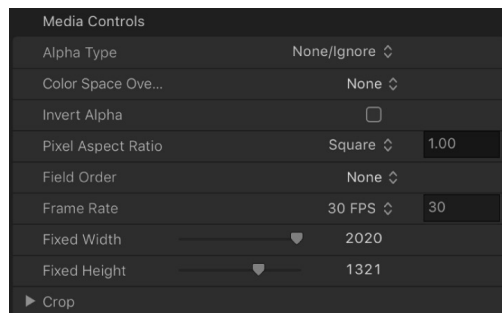 Media Controls
Alpha Type None/Ignore
Color Space Ove... None
Invert Alpha
Pixel Aspect Ratio Square 1.00
Field Order None
Frame Rate 30 FPS 30
Fixed Width 2020
Fixed Height 1321
Crop